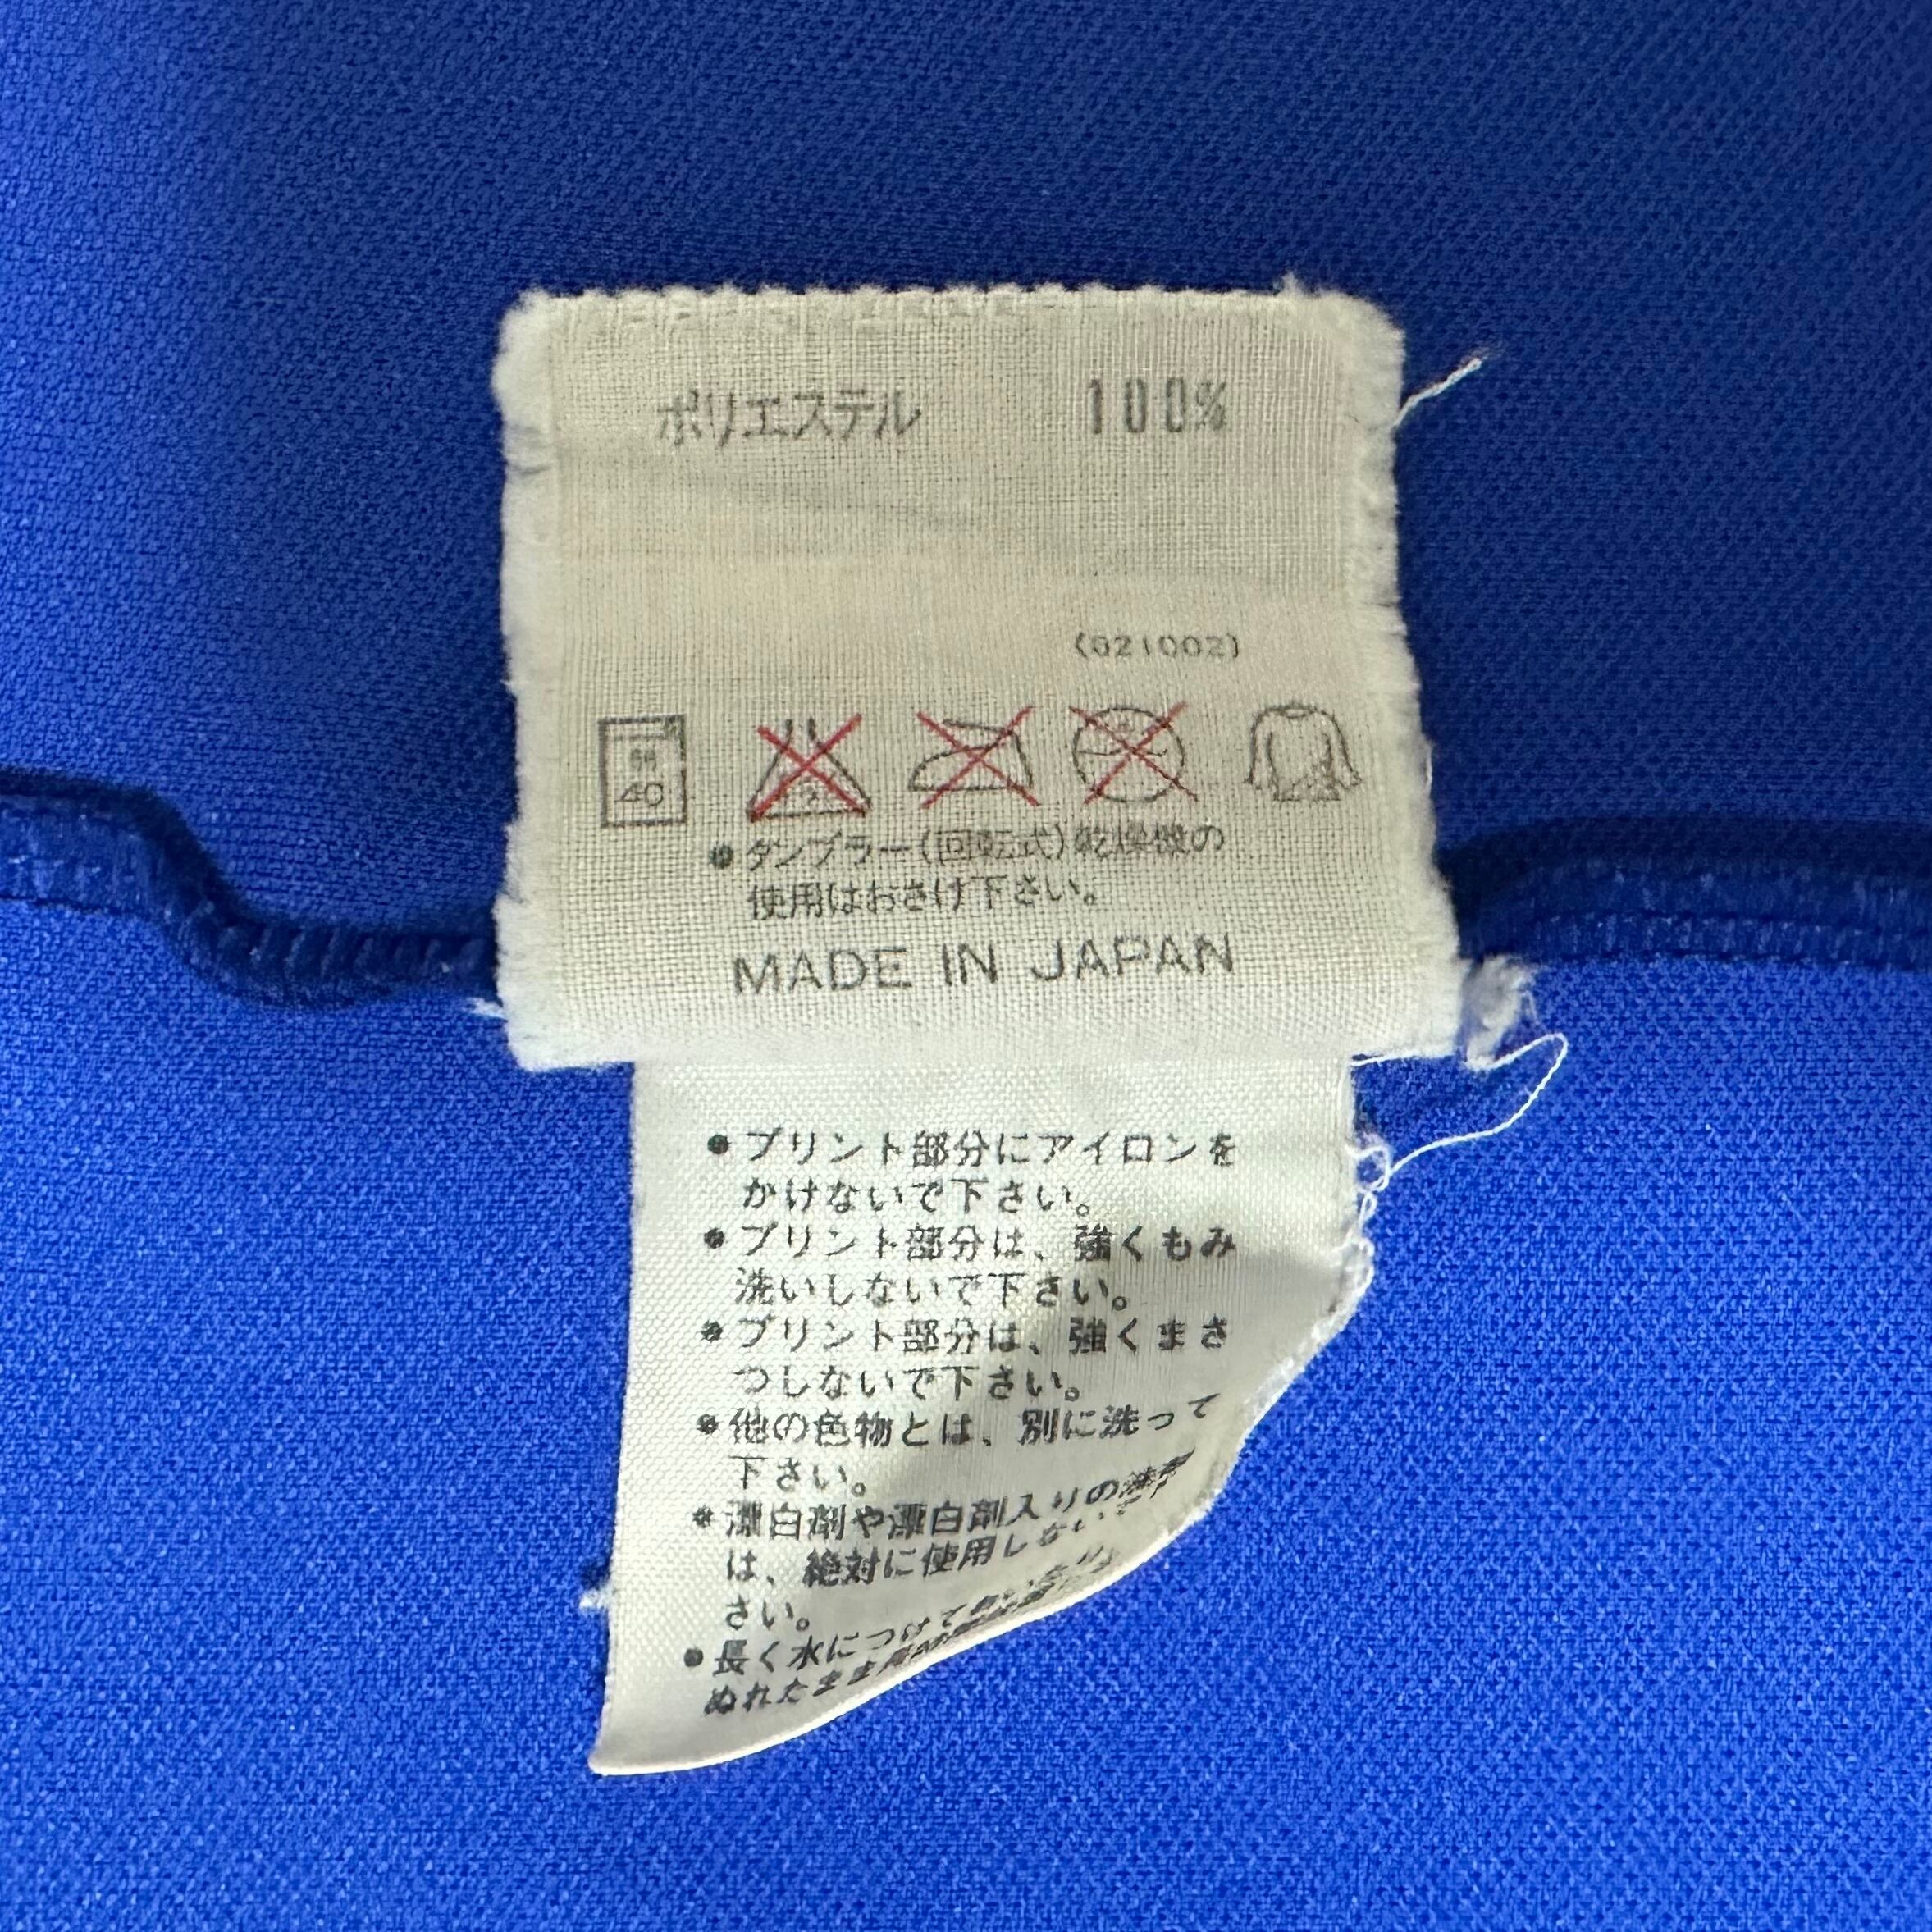 ポリエステル 100%
(021002)
40
●タンブラー(回転式)乾燥機の
使用はおさけ下さい。
MADE IN JAPAN
●プリント部分にアイロンを
かけないで下さい。
●プリント部分は、強くもみ
洗いしないで下さい。
●プリント部分は、強くまさ
つしないで下さい。
●他の色物とは、別に洗って
下さい。
●漂白剤や漂白剤入りの
は、絶対に使用しないで
さい。
●長く水につけて
ぬれたまま